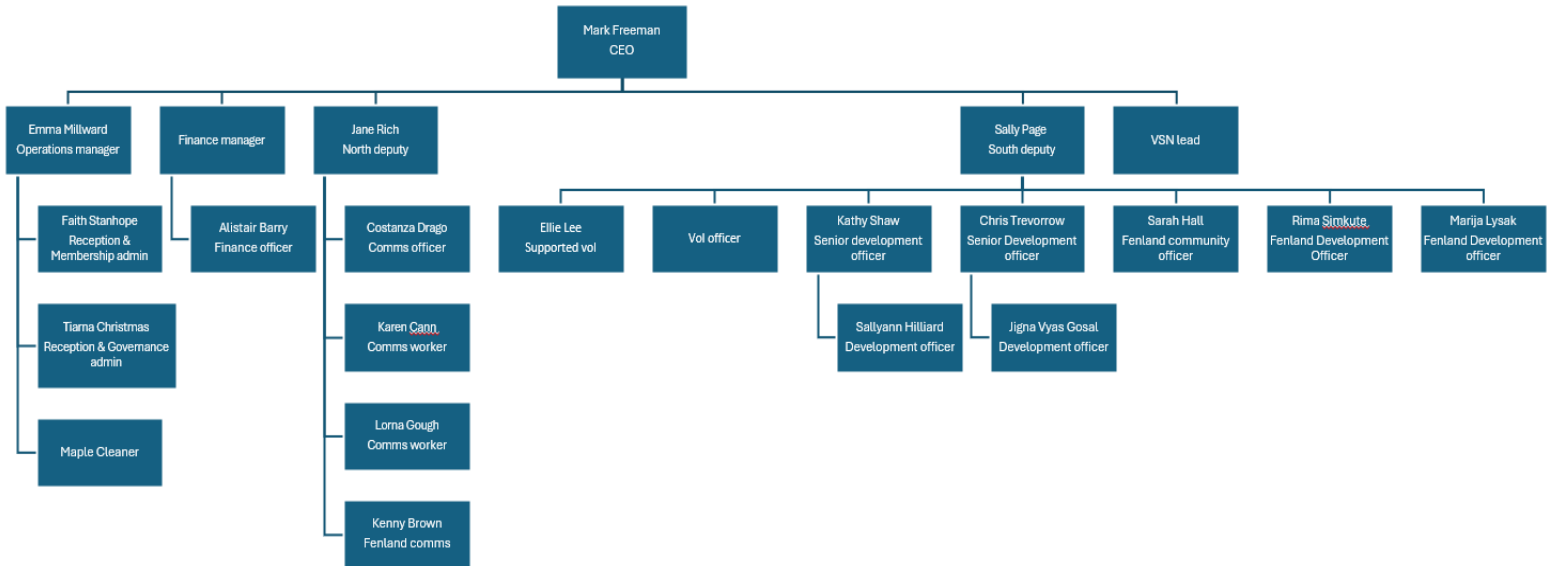 Mark Freeman
CEO
Emma Millward
Operations manager
Finance manager
Jane Rich
North deputy
Sally Page
South deputy
VSN lead
Faith Stanhope
Reception &
Membership admin
Alistair Barry
Finance officer
Costanza Drago
Comms officer
Ellie Lee
Supported vol
Vol officer
Kathy Shaw
Senior development
officer
Chris Trevorrow
Senior Development
officer
Sarah Hall
Fenland community
officer
Rima Simkute
Fenland Development
Officer
Marija Lysak
Fenland Development
officer
Tiarna Christmas
Reception & Governance
admin
Karen Cann
Comms worker
Sallyann Hilliard
Development officer
Jigna Vyas Gosal
Development officer
Maple Cleaner
Lorna Gough
Comms worker
Kenny Brown
Fenland comms